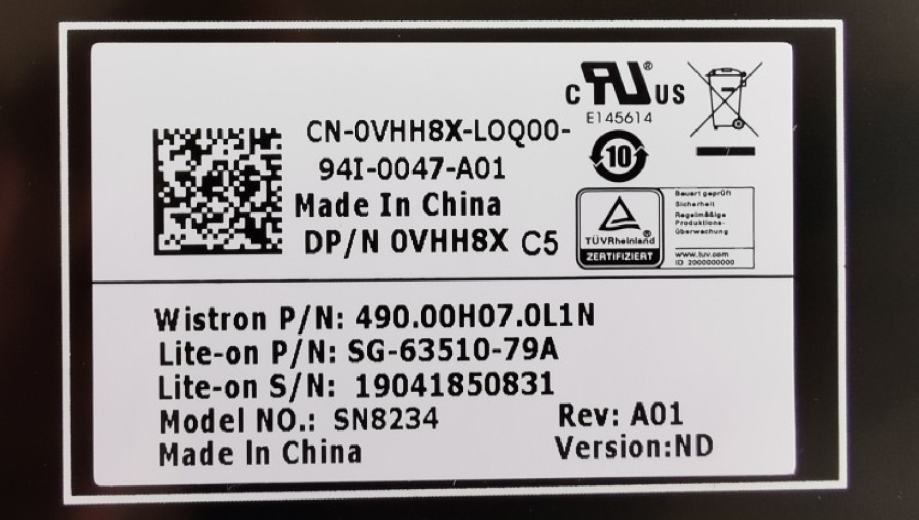 CN-0VHH8X-LOQ00-
94I-0047-A01
Made In China
DP/N 0VHH8X C5
c RU ® US
E145614
10
TÜVRheinland ®
ZERTIFIZIERT
Bauart geprüft
Sicherheit
Regelmäßige
Produktions-
überwachung
www.tuv.com
ID 2000000000
Wistron P/N: 490.00H07.0L1N
Lite-on P/N: SG-63510-79A
Lite-on S/N: 19041850831
Model NO.: SN8234 Rev: A01
Made In China Version:ND